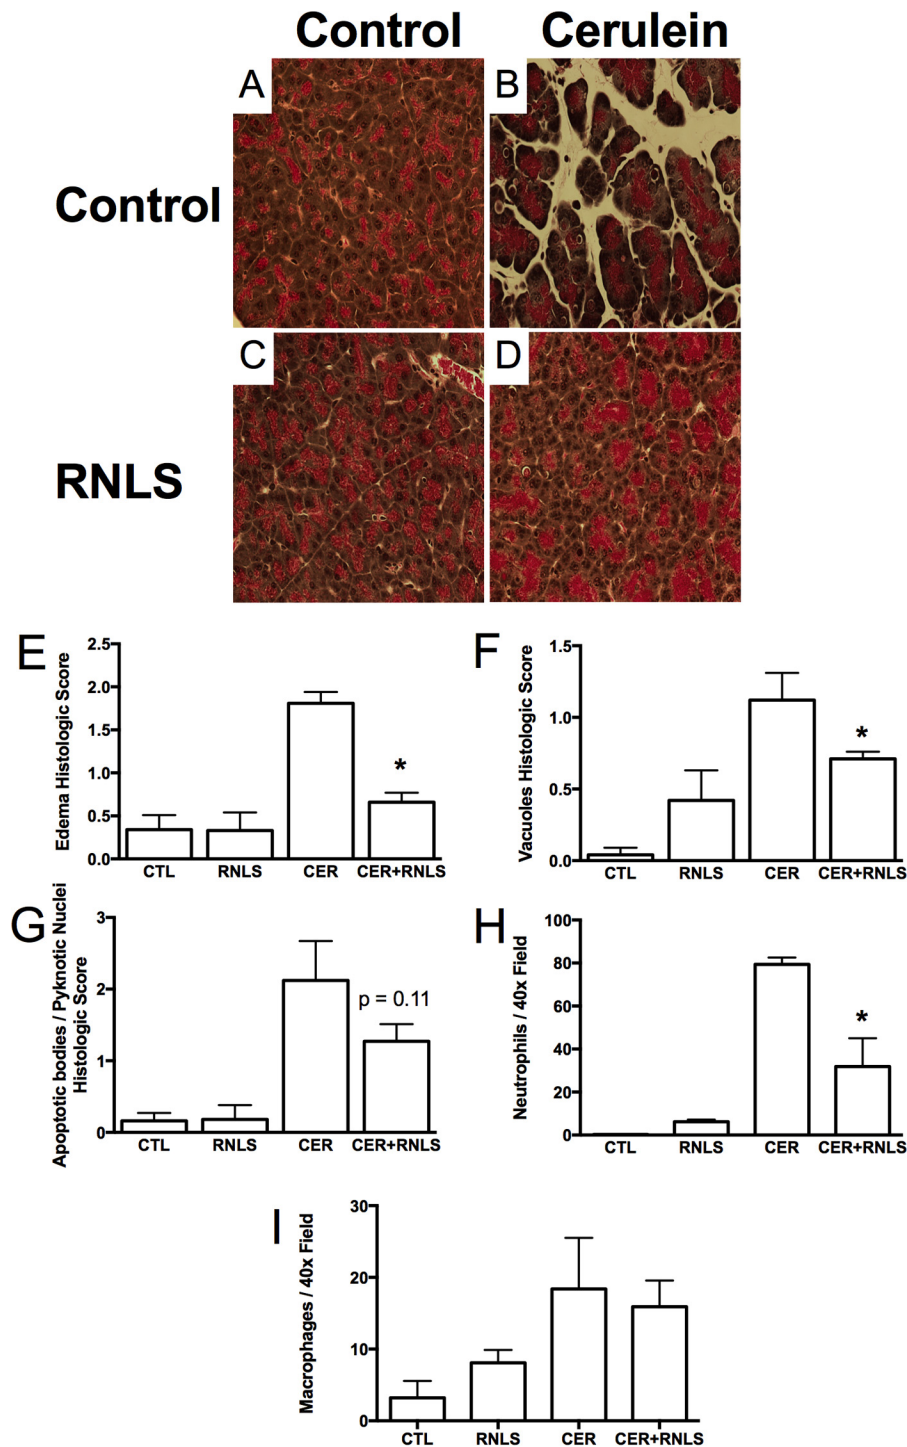 Control Cerulein
A B
Control
C D
RNLS
E
Edema Histologic Score
2.5
2.0
1.5
1.0
0.5
0.0
*
CTL RNLS CER CER+RNLS
F
Vacuoles Histologic Score
1.5
1.0
0.5
0.0
*
CTL RNLS CER CER+RNLS
G
Apoptotic bodies / Pyknotic Nuclei
Histologic Score
3
2
1
0
p = 0.11
CTL RNLS CER CER+RNLS
H
Neutrophils / 40x Field
100
80
60
40
20
0
*
CTL RNLS CER CER+RNLS
I
Macrophages / 40x Field
30
20
10
0
CTL RNLS CER CER+RNLS